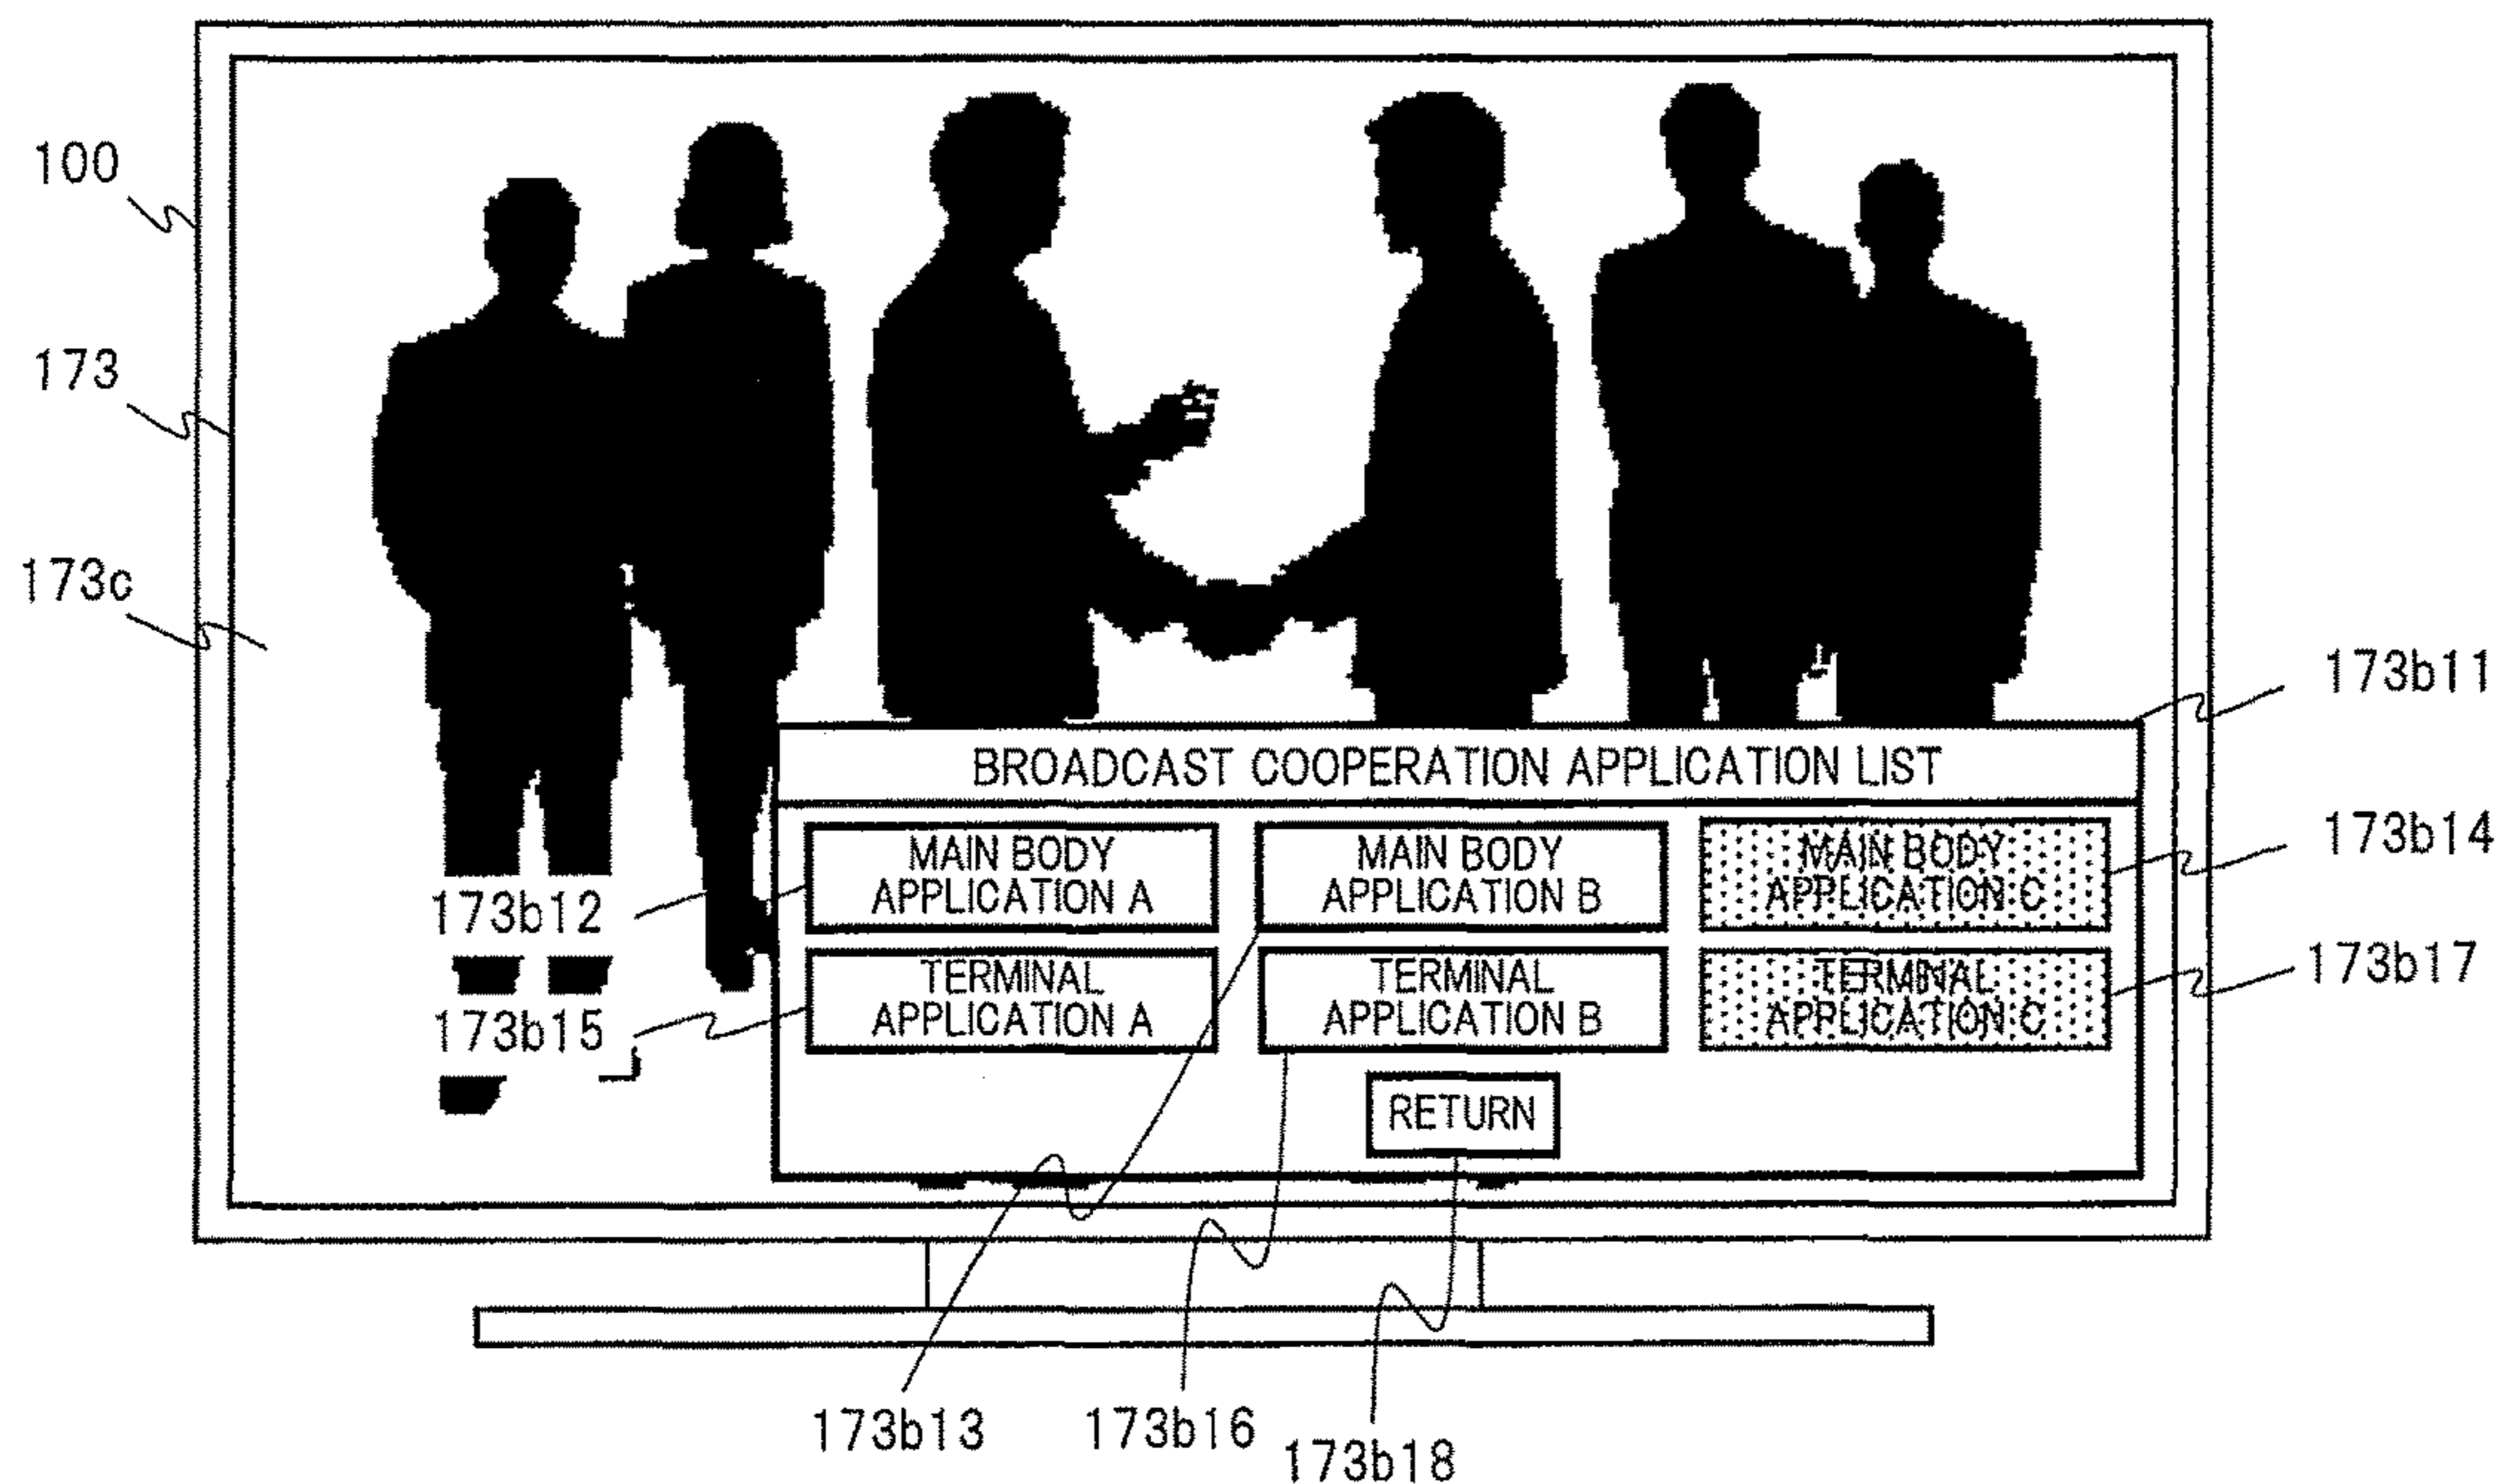 100
173
173c
173b11
BROADCAST COOPERATION APPLICATION LIST
173b14
MAIN BODY
APPLICATION A
MAIN BODY
APPLICATION B
MAIN BODY
APPLICATION C
173b12
173b17
TERMINAL
APPLICATION A
TERMINAL
APPLICATION B
TERMINAL
APPLICATION C
173b15
RETURN
173b13
173b16
173b18